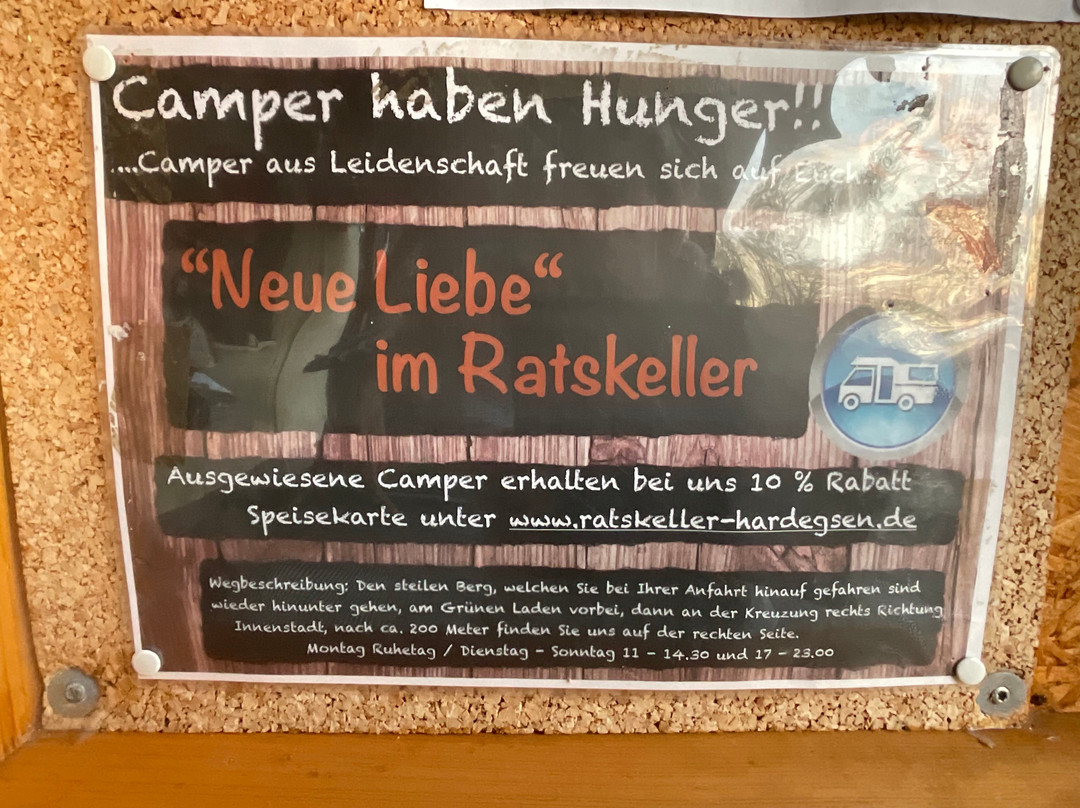 Camper haben Hunger!!
....Camper aus Leidenschaft freuen sich auf Euch
“Neue Liebe“
im Ratskeller
Ausgewiesene Camper erhalten bei uns 10 % Rabatt
Speisekarte unter www.ratskeller-hardegsen.de
Wegbeschreibung: Den steilen Berg, welchen Sie bei Ihrer Anfahrt hinauf gefahren sind
wieder hinunter gehen, am Grünen Laden vorbei, dann an der Kreuzung rechts Richtung
Innenstadt, nach ca. 200 Meter finden Sie uns auf der rechten Seite.
Montag Ruhetag / Dienstag - Sonntag 11 - 14.30 und 17 - 23.00